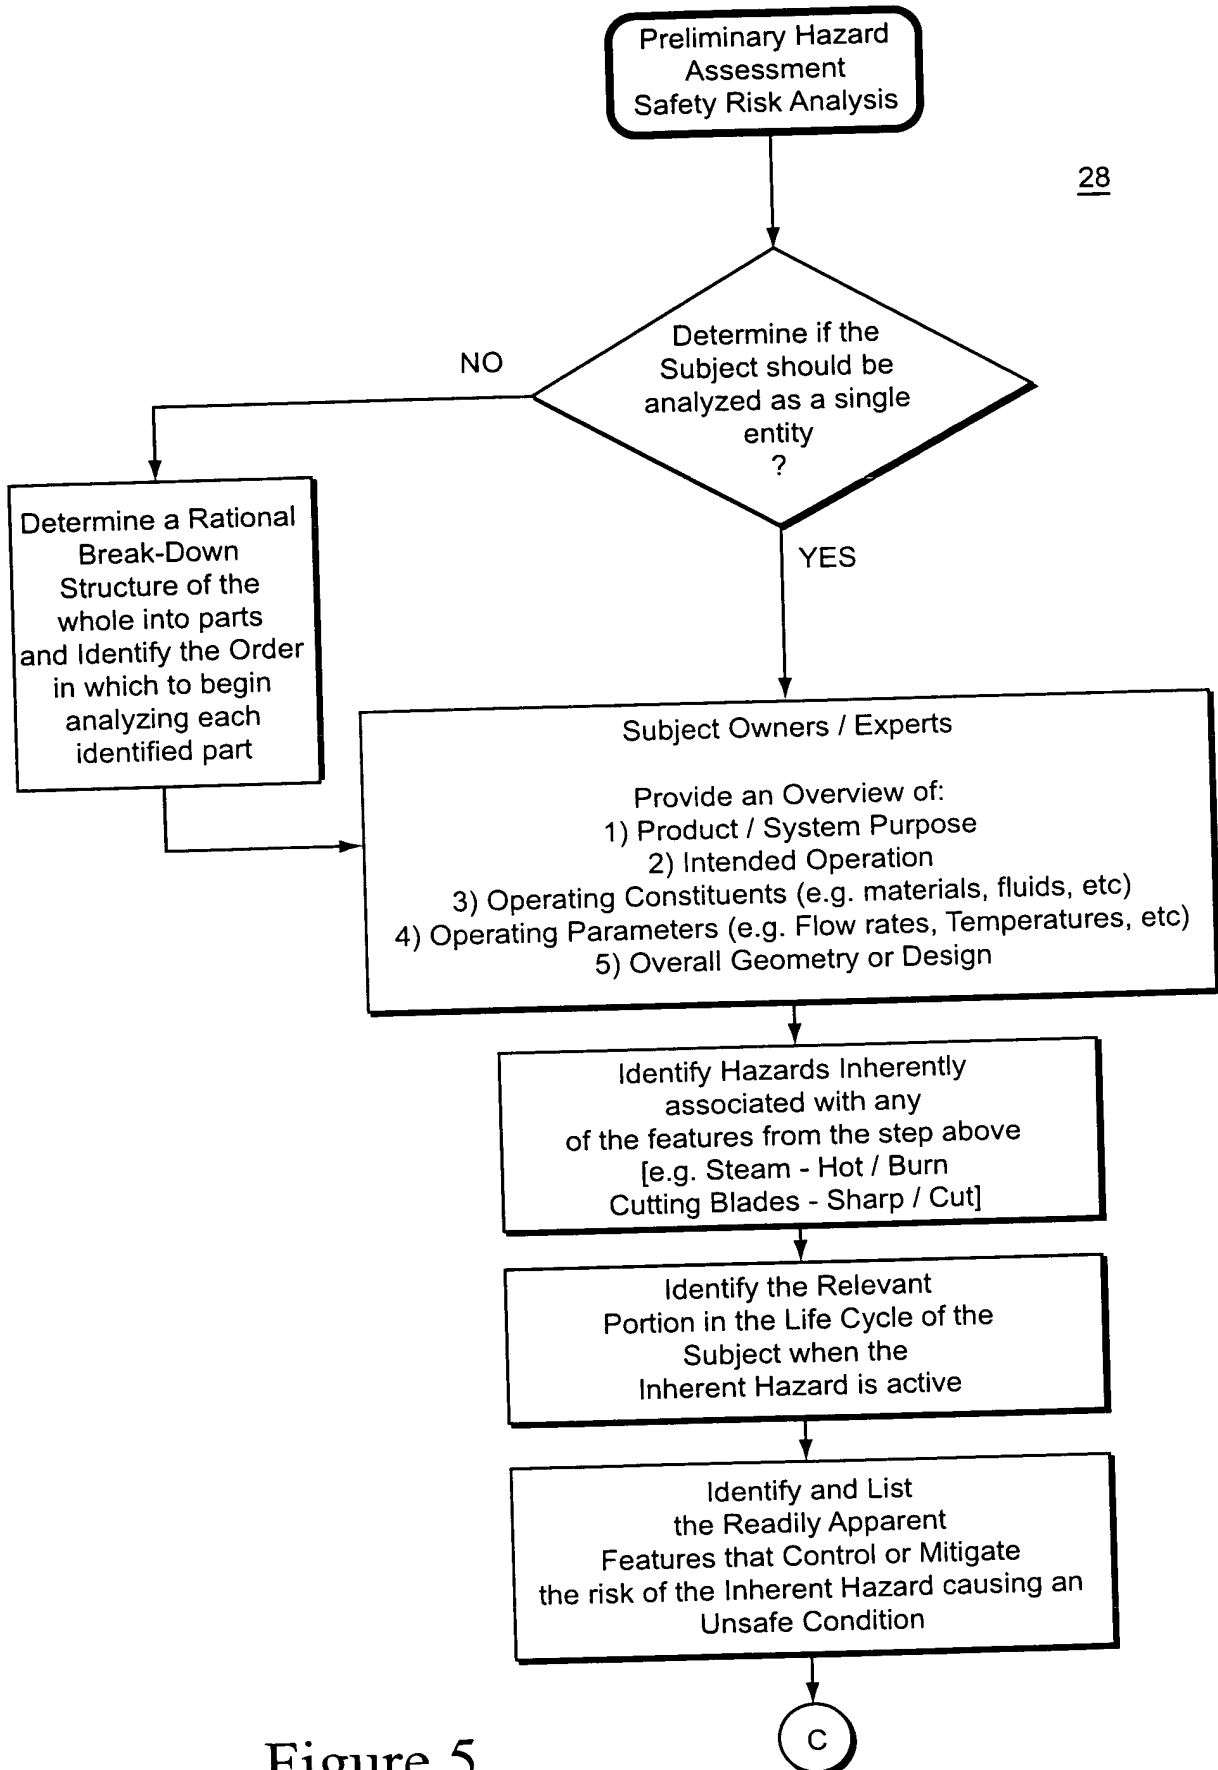 Preliminary Hazard
Assessment
Safety Risk Analysis
28
Determine if the
Subject should be
analyzed as a single
entity
?
NO
YES
Determine a Rational
Break-Down
Structure of the
whole into parts
and Identify the Order
in which to begin
analyzing each
identified part
Subject Owners / Experts
Provide an Overview of:
1) Product / System Purpose
2) Intended Operation
3) Operating Constituents (e.g. materials, fluids, etc)
4) Operating Parameters (e.g. Flow rates, Temperatures, etc)
5) Overall Geometry or Design
Identify Hazards Inherently
associated with any
of the features from the step above
[e.g. Steam - Hot / Burn
Cutting Blades - Sharp / Cut]
Identify the Relevant
Portion in the Life Cycle of the
Subject when the
Inherent Hazard is active
Identify and List
the Readily Apparent
Features that Control or Mitigate
the risk of the Inherent Hazard causing an
Unsafe Condition
C
Figure 5